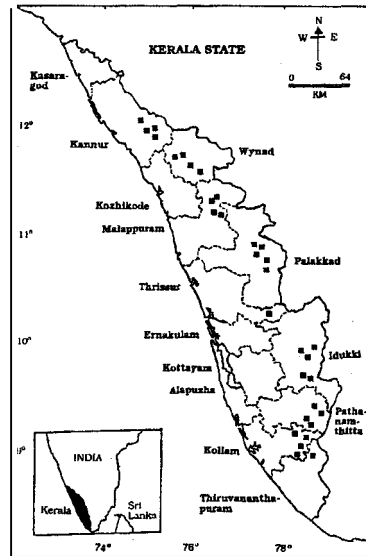 KERALA STATE
N
W E
S
0 64
KM
Kasara-
god
12°
Kannur
Wynad
Kozhikode
Malappuram
11°
Palakkad
Thrissur
10°
Ernakulam
Idukki
Kottayam
Alapuzha
Patha-
nam-
thitta
9°
Kollam
INDIA
Kerala
Sri
Lanka
Thiruvanantha-
puram
74° 76° 78°